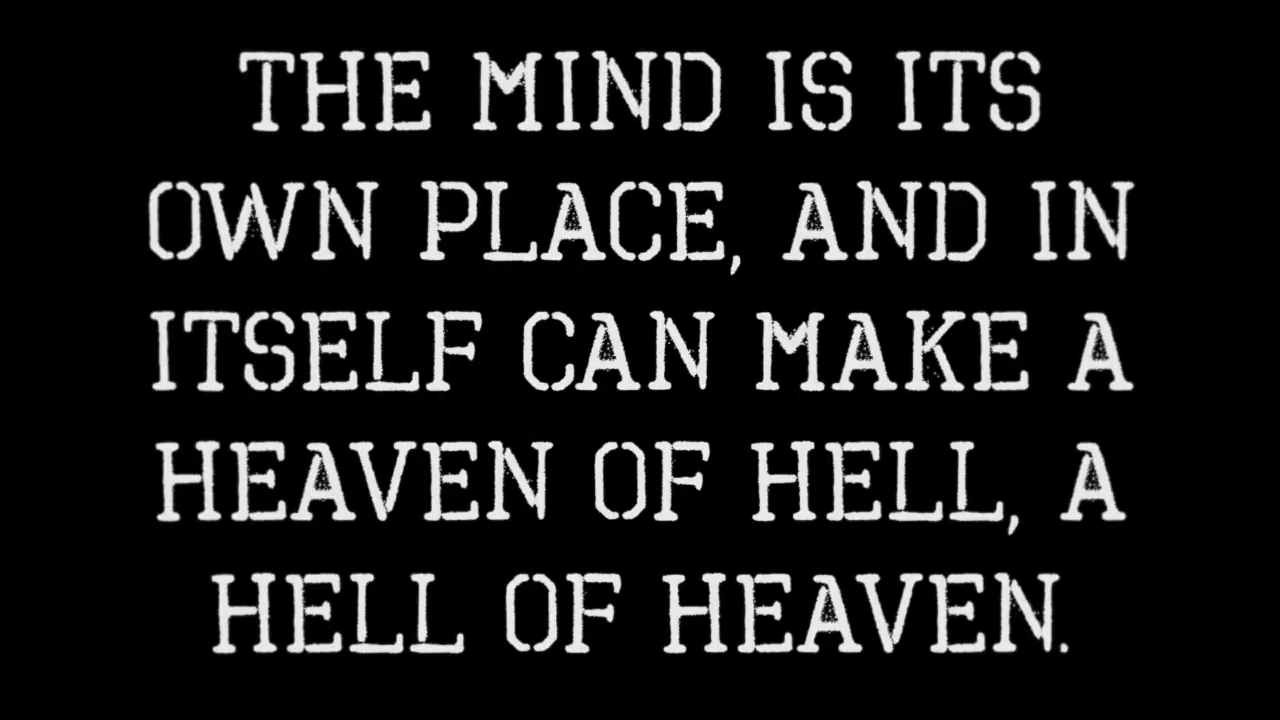 THE MIND IS ITS
OWN PLACE, AND IN
ITSELF CAN MAKE A
HEAVEN OF HELL, A
HELL OF HEAVEN.